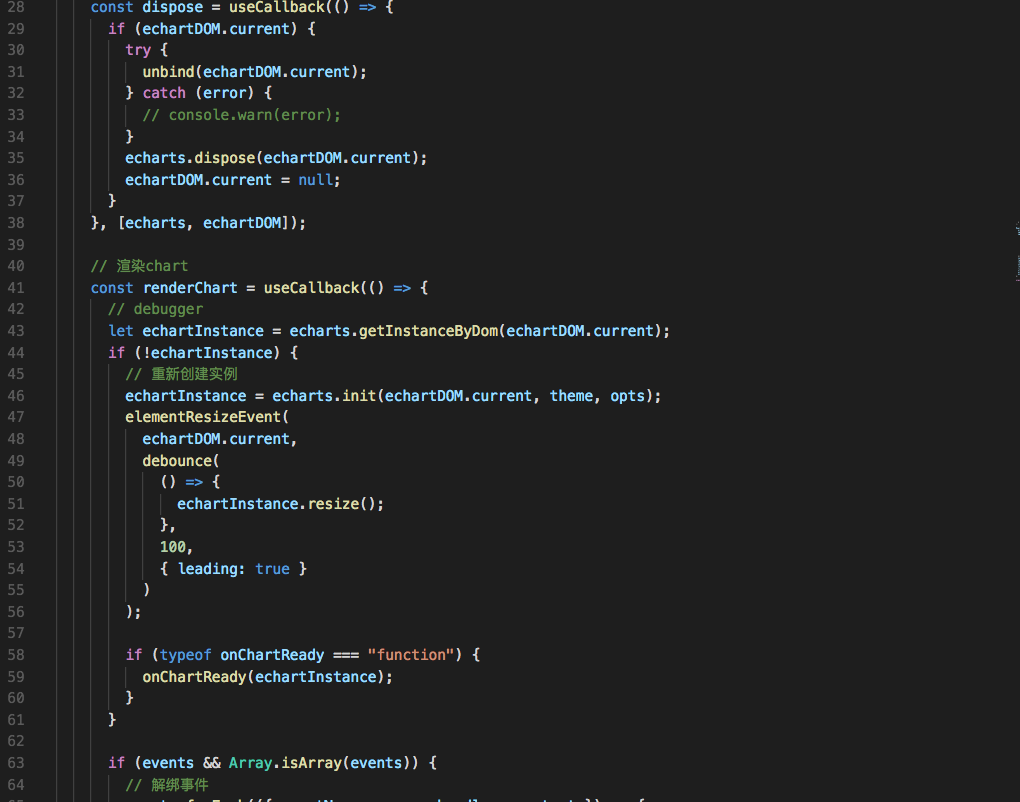 28 const dispose = useCallback(() => {
29 if (echartDOM.current) {
30 try {
31 unbind(echartDOM.current);
32 } catch (error) {
33 // console.warn(error);
34 }
35 echarts.dispose(echartDOM.current);
36 echartDOM.current = null;
37 }
38 }, [echarts, echartDOM]);
39
40 // 渲染chart
41 const renderChart = useCallback(() => {
42 // debugger
43 let echartInstance = echarts.getInstanceByDom(echartDOM.current);
44 if (!echartInstance) {
45 // 重新创建实例
46 echartInstance = echarts.init(echartDOM.current, theme, opts);
47 elementResizeEvent(
48 echartDOM.current,
49 debounce(
50 () => {
51 echartInstance.resize();
52 },
53 100,
54 { leading: true }
55 )
56 );
57
58 if (typeof onChartReady === "function") {
59 onChartReady(echartInstance);
60 }
61 }
62
63 if (events && Array.isArray(events)) {
64 // 解绑事件